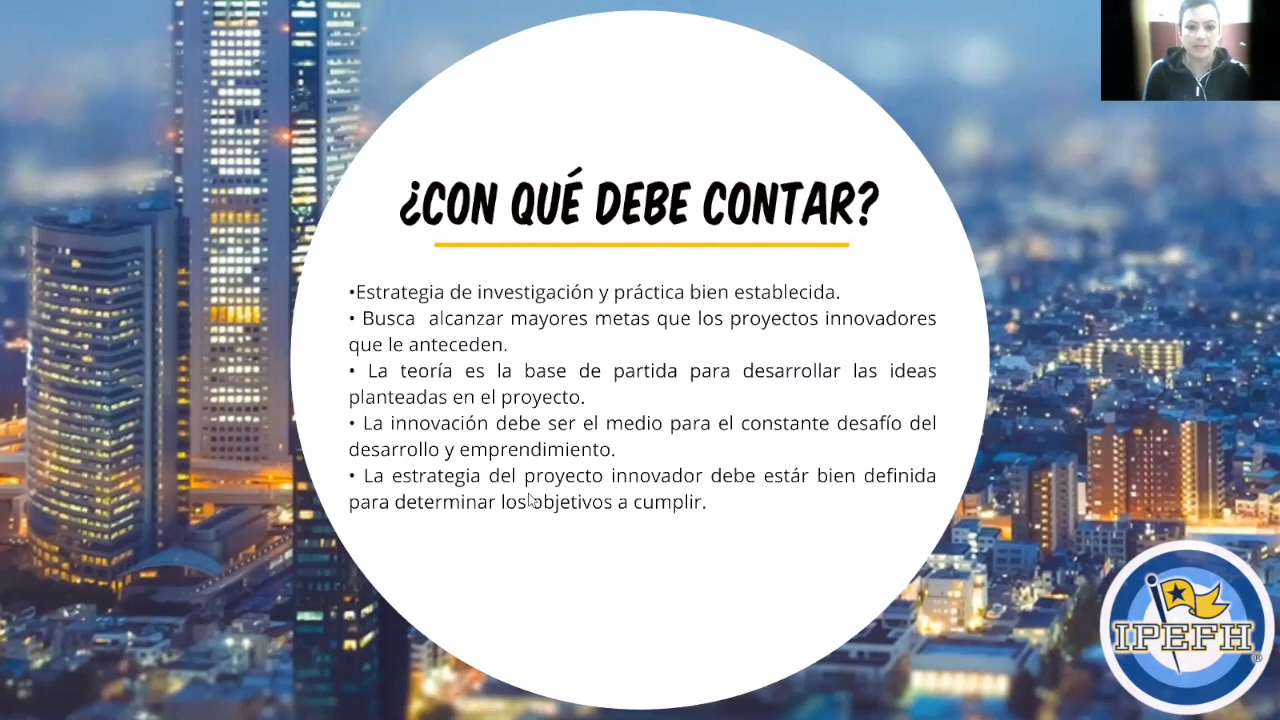 ¿CON QUÉ DEBE CONTAR?
•Estrategia de investigación y práctica bien establecida.
• Busca alcanzar mayores metas que los proyectos innovadores
que le anteceden.
• La teoría es la base de partida para desarrollar las ideas
planteadas en el proyecto.
• La innovación debe ser el medio para el constante desafío del
desarrollo y emprendimiento.
• La estrategia del proyecto innovador debe estár bien definida
para determinar los objetivos a cumplir.
IPEFH
®